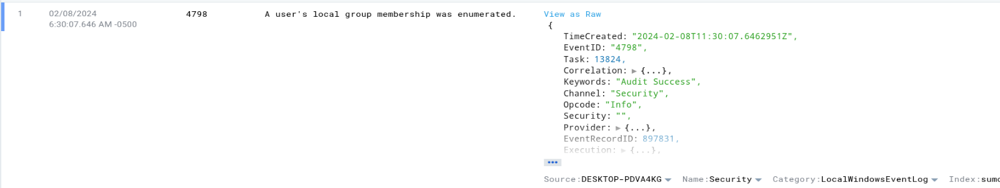 1 02/08/2024 4798 A user's local group membership was enumerated. View as Raw
6:30:07.646 AM -0500 {
TimeCreated: "2024-02-08T11:30:07.6462951Z",
EventID: "4798",
Task: 13824,
Correlation: ▶ {...},
Keywords: "Audit Success",
Channel: "Security",
Opcode: "Info",
Security: "",
Provider: ▶ {...},
EventRecordID: 897831,
Execution: ▶ {...},
•••
Source:DESKTOP-PDVA4KG Name:Security Category:LocalWindowsEventLog Index: